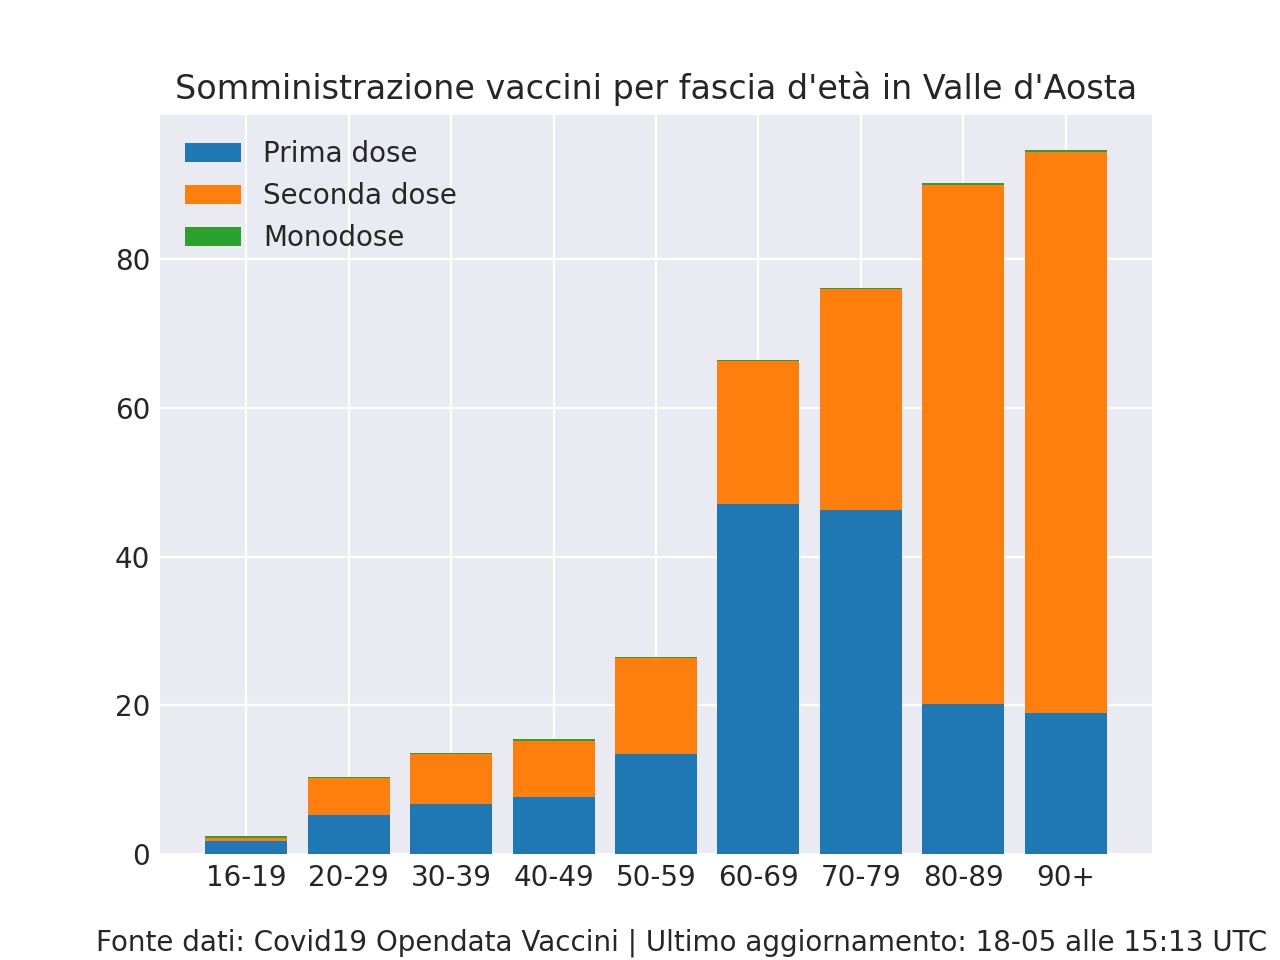 Somministrazione vaccini per fascia d'età in Valle d'Aosta
Prima dose
Seconda dose
Monodose
80
60
40
20
0
16-19 20-29 30-39 40-49 50-59 60-69 70-79 80-89 90+
Fonte dati: Covid19 Opendata Vaccini | Ultimo aggiornamento: 18-05 alle 15:13 UTC